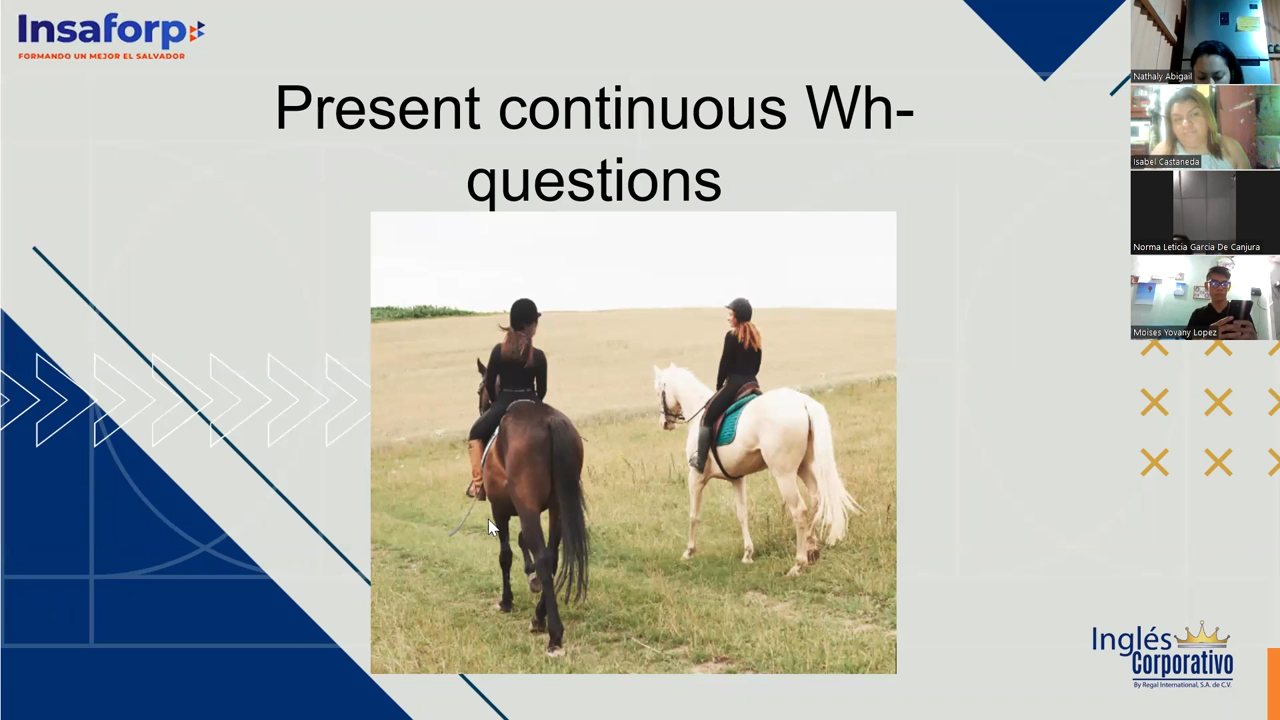 Insaforp
FORMANDO UN MEJOR EL SALVADOR
Present continuous Wh-
questions
Nathaly Abigail
Isabel Castaneda
Norma Leticia Garcia De Canjura
Moises Yovany Lopez
Inglés
Corporativo
By Regal International, S.A. de C.V.